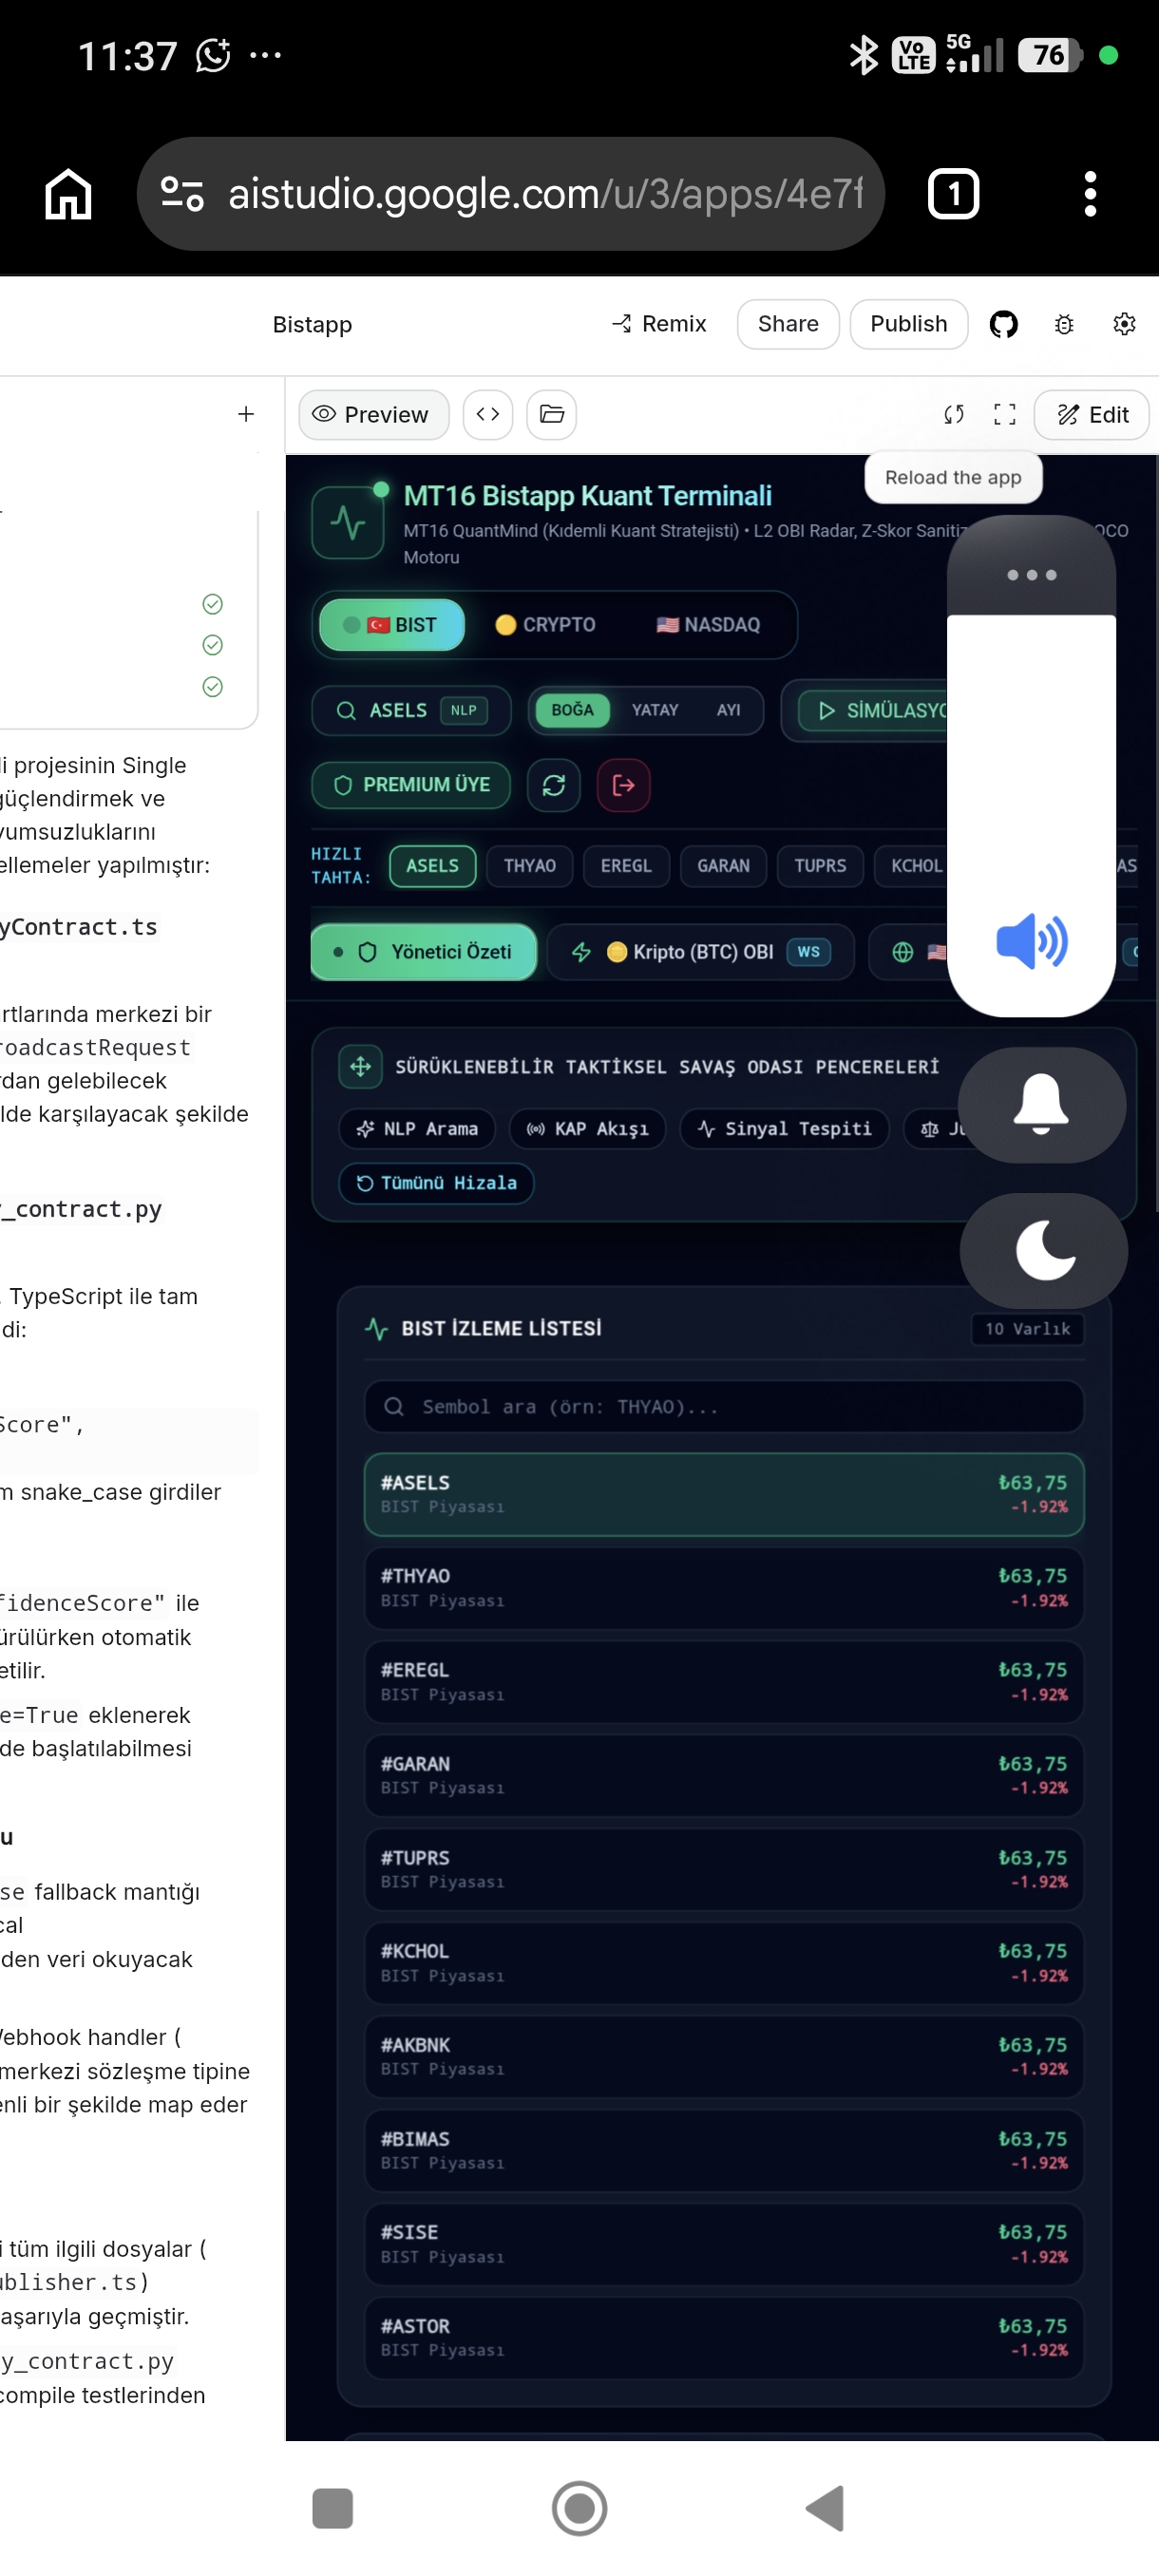 11:37
Vo LTE
5G
76
aistudio.google.com/u/3/apps/4e7f
1
Bistapp
Remix
Share
Publish
Preview
Edit
Reload the app
MT16 Bistapp Kuant Terminali
MT16 QuantMind (Kıdemli Kuant Stratejisti) • L2 OBI Radar, Z-Skor
Motoru
BIST
CRYPTO
NASDAQ
ASELS NLP
BOĞA
YATAY
AYI
PREMIUM ÜYE
HIZLI
TAHTA:
ASELS
THYAO
EREGL
GARAN
TUPRS
KCHOL
Yönetici Özeti
Kripto (BTC) OBI WS
SÜRÜKLENEBİLİR TAKTİKSEL SAVAŞ ODASI PENCERELERİ
NLP Arama
KAP Akışı
Sinyal Tespiti
Tümünü Hizala
BIST İZLEME LİSTESİ
10 Varlık
Sembol ara (örn: THYAO)...
#ASELS ₺63,75
BIST Piyasası -1.92%
#THYAO ₺63,75
BIST Piyasası -1.92%
#EREGL ₺63,75
BIST Piyasası -1.92%
#GARAN ₺63,75
BIST Piyasası -1.92%
#TUPRS ₺63,75
BIST Piyasası -1.92%
#KCHOL ₺63,75
BIST Piyasası -1.92%
#AKBNK ₺63,75
BIST Piyasası -1.92%
#BIMAS ₺63,75
BIST Piyasası -1.92%
#SISE ₺63,75
BIST Piyasası -1.92%
#ASTOR ₺63,75
BIST Piyasası -1.92%
li projesinin Single
güçlendirmek ve
yumsuzluklarını
ellemeler yapılmıştır:
yContract.ts
artlarında merkezi bir
roadcastRequest
rdan gelebilecek
lde karşılayacak şekilde
_contract.py
TypeScript ile tam
di:
Score",
m snake_case girdiler
fidenceScore" ile
ürülürken otomatik
etilir.
e=True eklenerek
de başlatılabilmesi
u
se fallback mantığı
cal
den veri okuyacak
Webhook handler (
merkezi sözleşme tipine
enli bir şekilde map eder
i tüm ilgili dosyalar (
ublisher.ts)
aşarıyla geçmiştir.
y_contract.py
compile testlerinden